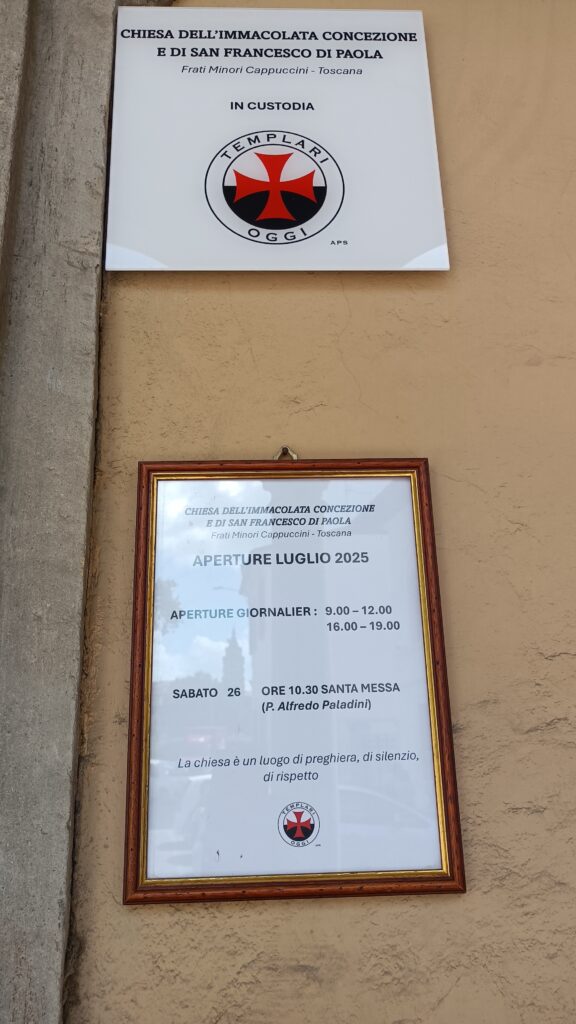 CHIESA DELL'IMMACOLATA CONCEZIONE
E DI SAN FRANCESCO DI PAOLA
Frati Minori Cappuccini - Toscana
IN CUSTODIA
TEMPLARI
OGGI
APS
CHIESA DELL'IMMACOLATA CONCEZIONE
E DI SAN FRANCESCO DI PAOLA
Frati Minori Cappuccini - Toscana
APERTURE LUGLIO 2025
APERTURE GIORNALIER : 9.00 – 12.00
16.00 – 19.00
SABATO 26 ORE 10.30 SANTA MESSA
(P. Alfredo Paladini)
La chiesa è un luogo di preghiera, di silenzio,
di rispetto
TEMPLARI
OGGI
APS